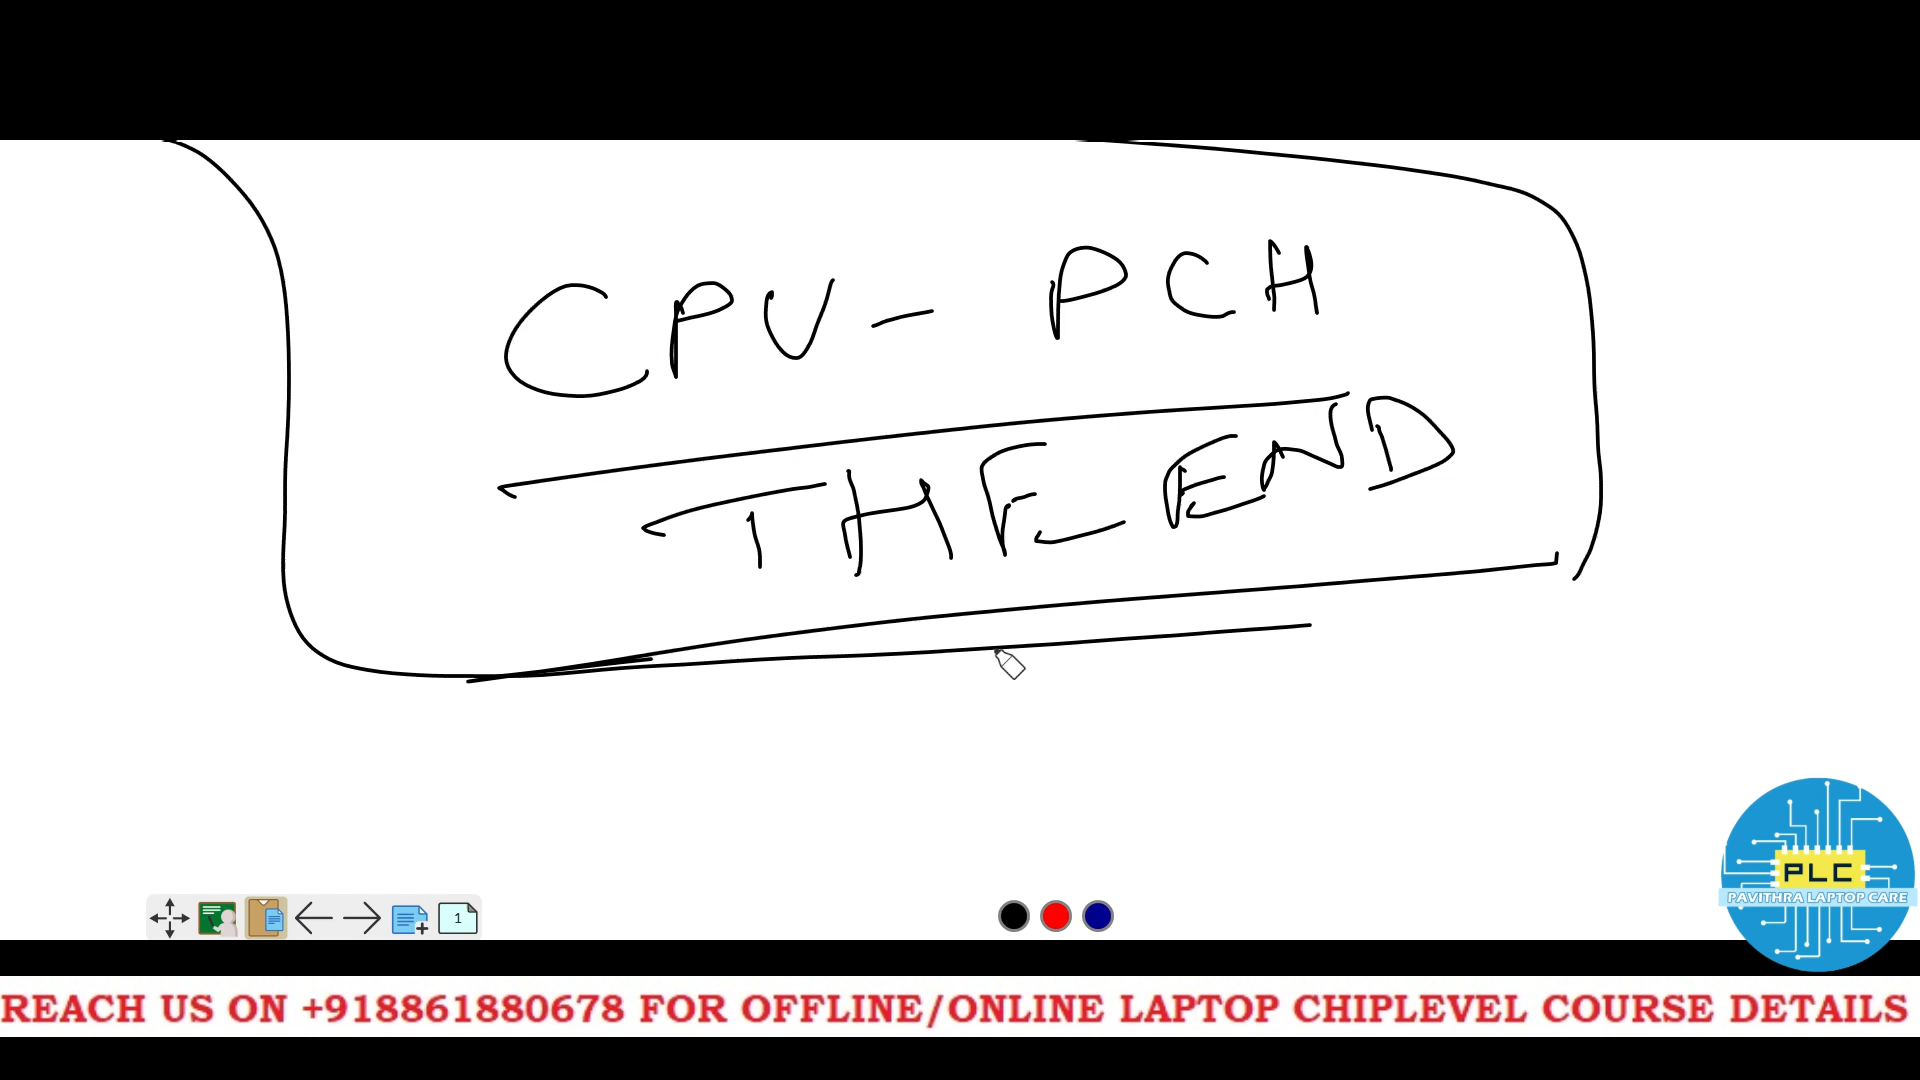 CPU - PCH
THE END
1
PLC
PAVITHRA LAPTOP CARE
REACH US ON +918861880678 FOR OFFLINE/ONLINE LAPTOP CHIPLEVEL COURSE DETAILS